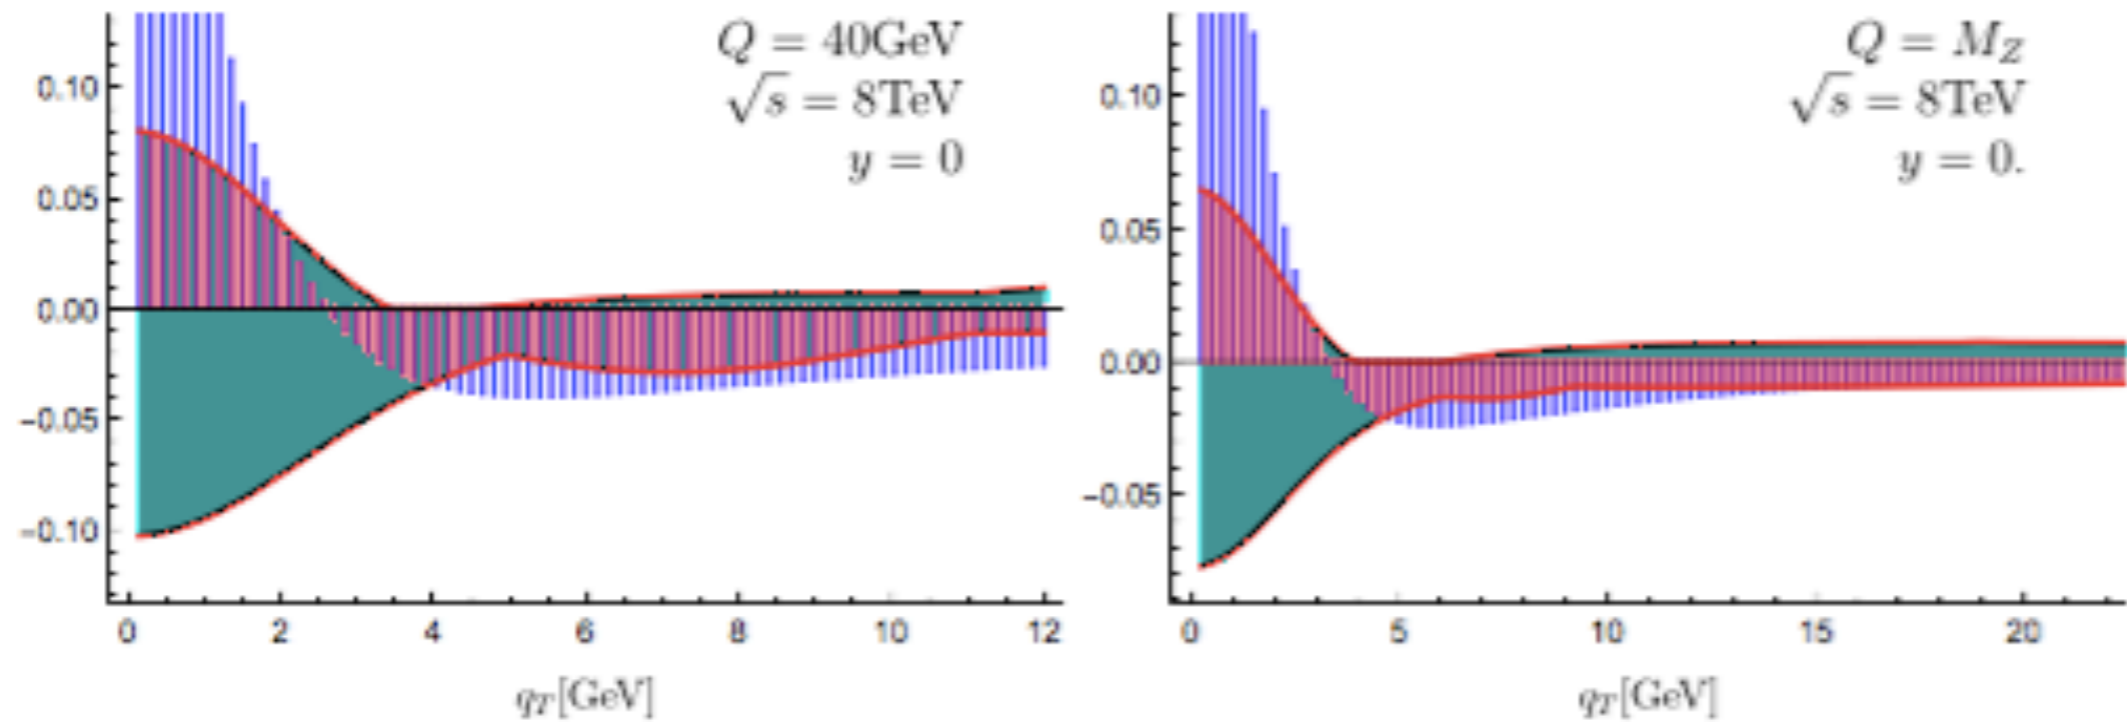 Q = 40GeV
√s = 8TeV
y = 0
0.10
0.05
0.00
−0.05
−0.10
0 2 4 6 8 10 12
q_T[GeV]
Q = M_Z
√s = 8TeV
y = 0.
0.10
0.05
0.00
−0.05
0 5 10 15 20
q_T[GeV]